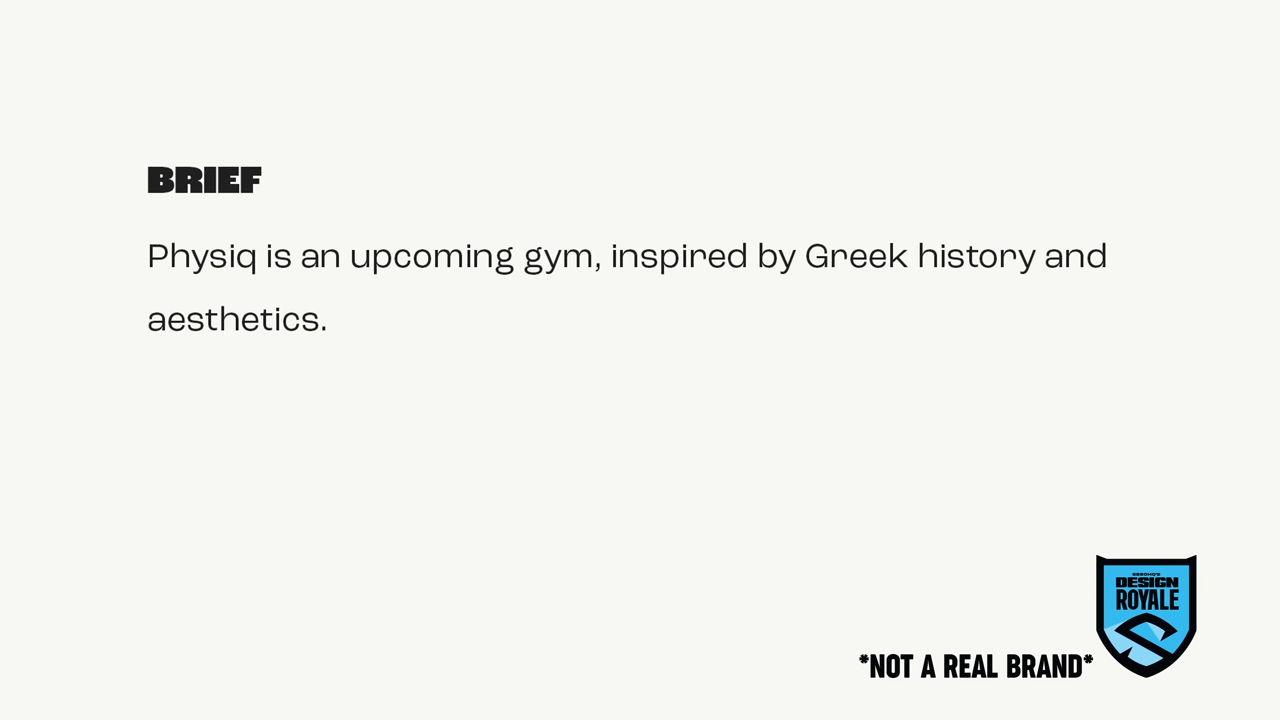 BRIEF
Physiq is an upcoming gym, inspired by Greek history and
aesthetics.
DESIGN
ROYALE
*NOT A REAL BRAND*